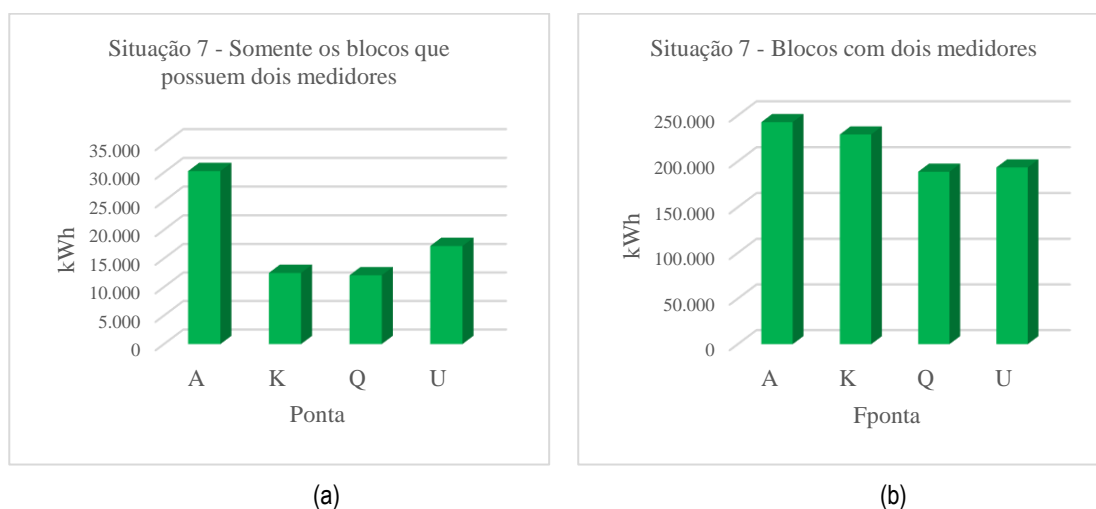 Situação 7 - Somente os blocos que
possuem dois medidores
35.000
30.000
25.000
20.000
15.000
10.000
5.000
0
kWh
A K Q U
Ponta
(a)
Situação 7 - Blocos com dois medidores
250.000
200.000
150.000
100.000
50.000
0
kWh
A K Q U
Fponta
(b)